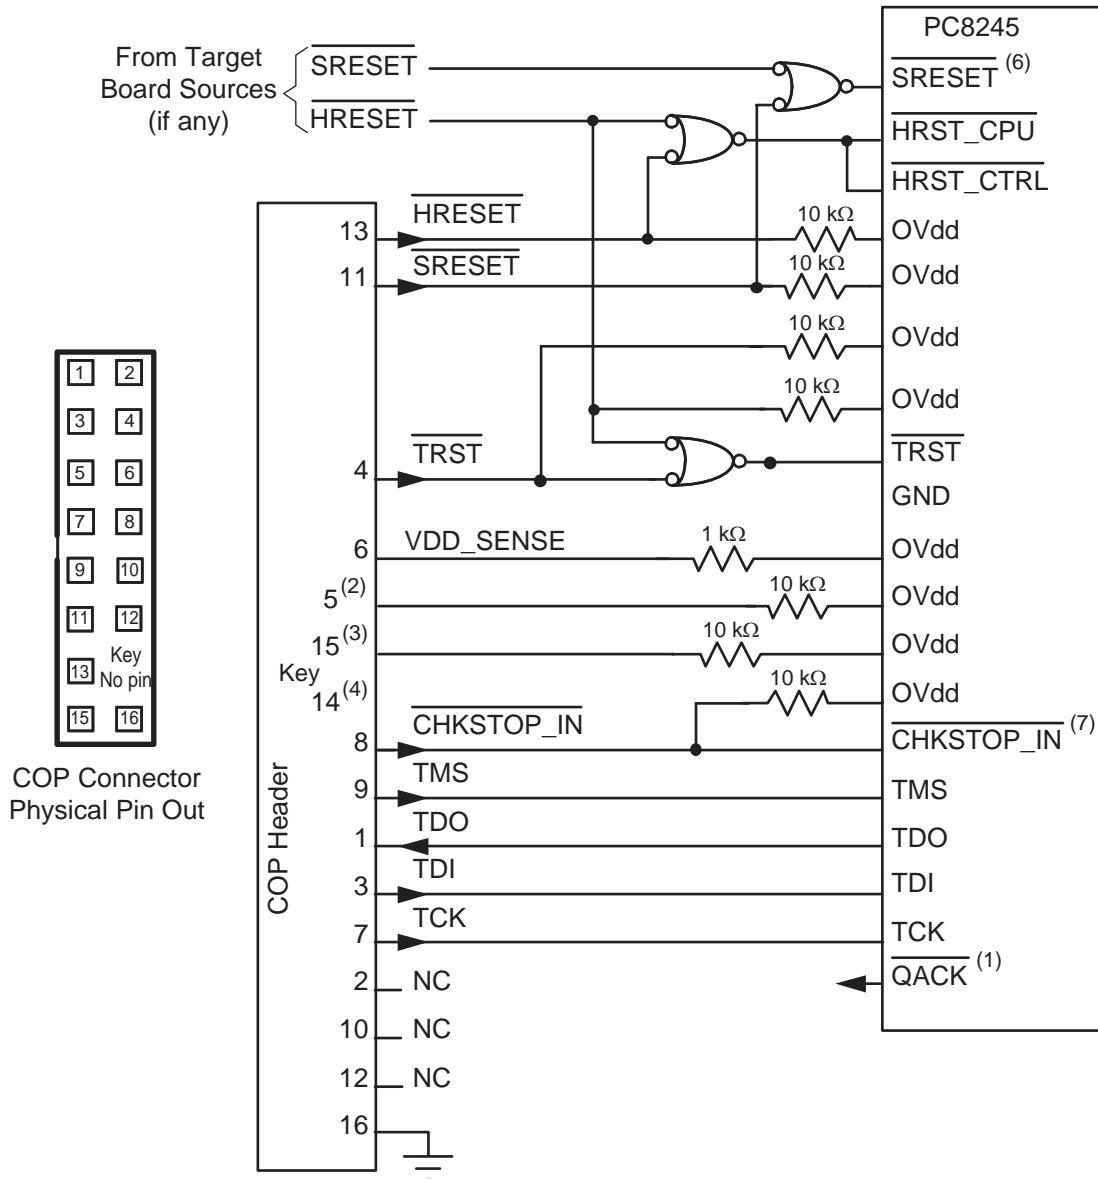 PC8245
From Target
Board Sources
(if any)
SRESET
HRESET
SRESET (6)
HRST_CPU
HRST_CTRL
13 HRESET 10 kΩ OVdd
11 SRESET 10 kΩ OVdd
10 kΩ OVdd
10 kΩ OVdd
4 TRST TRST
GND
6 VDD_SENSE 1 kΩ OVdd
5(2) 10 kΩ OVdd
15(3) 10 kΩ OVdd
Key
14(4) 10 kΩ OVdd
8 CHKSTOP_IN CHKSTOP_IN (7)
9 TMS TMS
1 TDO TDO
3 TDI TDI
7 TCK TCK
QACK (1)
2 NC
10 NC
12 NC
16
COP Header
1 2
3 4
5 6
7 8
9 10
11 12
13 Key
No pin
15 16
COP Connector
Physical Pin Out